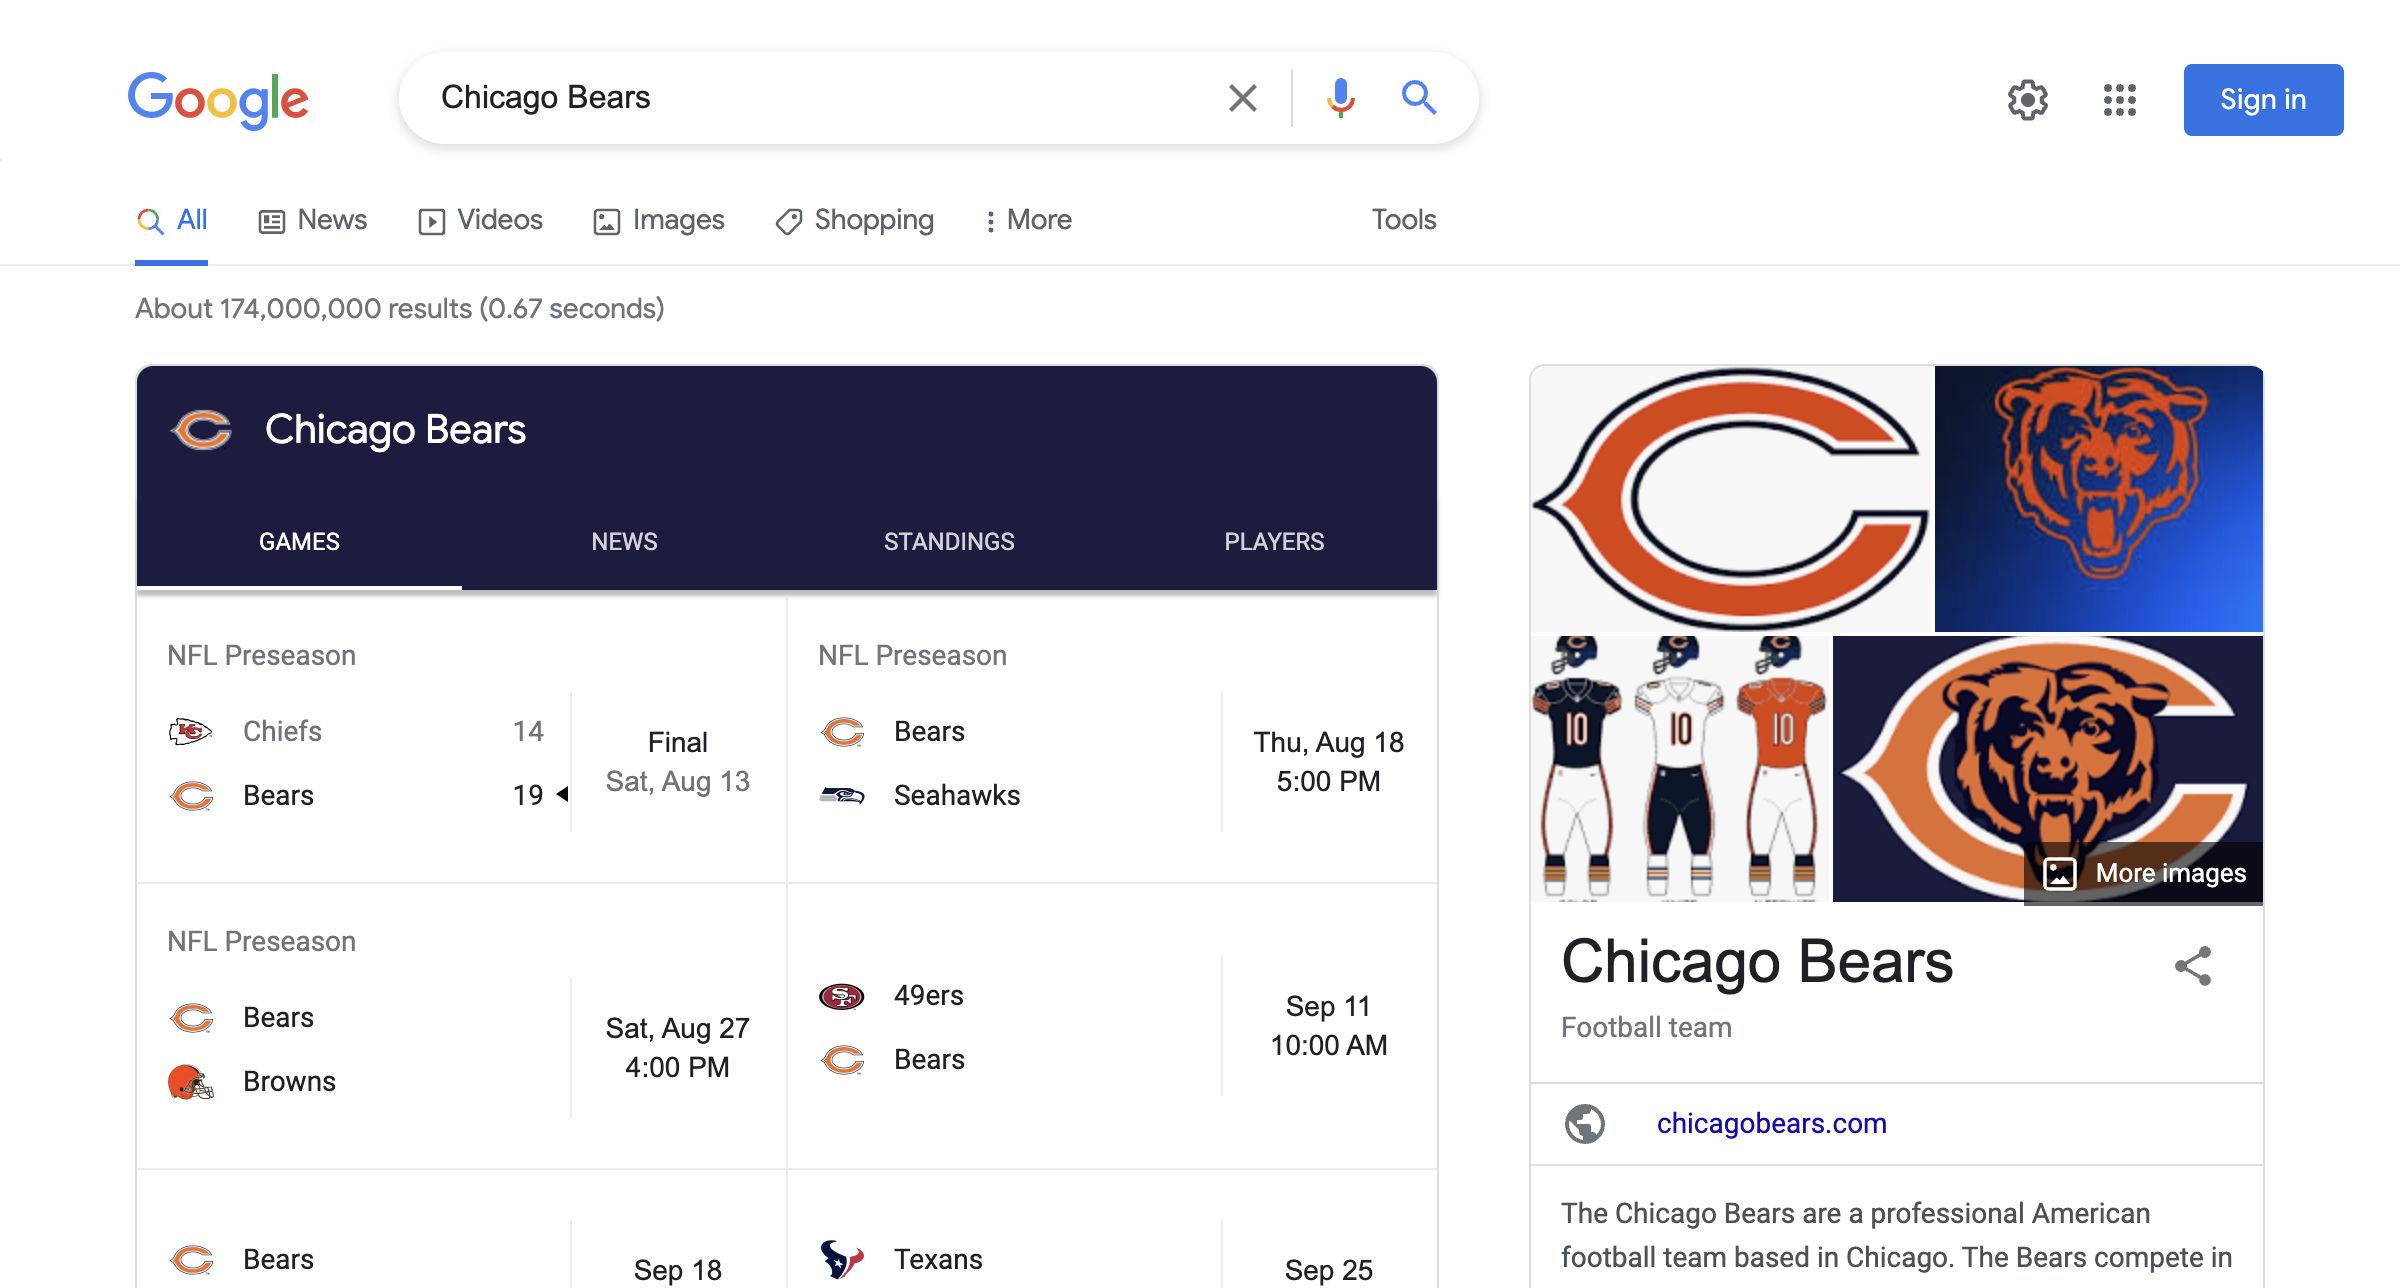 Google
Chicago Bears
Sign in
All
News
Videos
Images
Shopping
More
Tools
About 174,000,000 results (0.67 seconds)
Chicago Bears
GAMES
NEWS
STANDINGS
PLAYERS
NFL Preseason
Chiefs 14
Bears 19
Final
Sat, Aug 13
NFL Preseason
Bears
Seahawks
Thu, Aug 18
5:00 PM
NFL Preseason
Bears
Browns
Sat, Aug 27
4:00 PM
49ers
Bears
Sep 11
10:00 AM
Bears
Sep 18
Texans
Sep 25
10 10 10
More images
Chicago Bears
Football team
chicagobears.com
The Chicago Bears are a professional American
football team based in Chicago. The Bears compete in